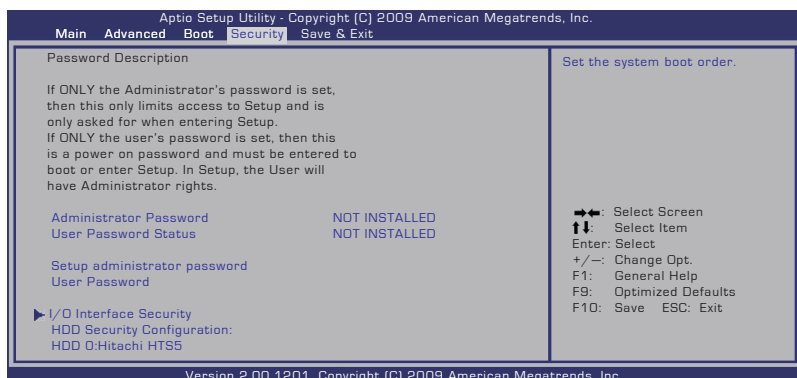 Aptio Setup Utility - Copyright (C) 2009 American Megatrends, Inc.
Main Advanced Boot Security Save & Exit
Password Description
If ONLY the Administrator's password is set,
then this only limits access to Setup and is
only asked for when entering Setup.
If ONLY the user's password is set, then this
is a power on password and must be entered to
boot or enter Setup. In Setup, the User will
have Administrator rights.
Administrator Password NOT INSTALLED
User Password Status NOT INSTALLED
Setup administrator password
User Password
I/O Interface Security
HDD Security Configuration:
HDD 0:Hitachi HTS5
Set the system boot order.
→←: Select Screen
↑↓: Select Item
Enter: Select
+/—: Change Opt.
F1: General Help
F9: Optimized Defaults
F10: Save ESC: Exit
Version 2.00.1201. Copyright (C) 2009 American Megatrends, Inc.